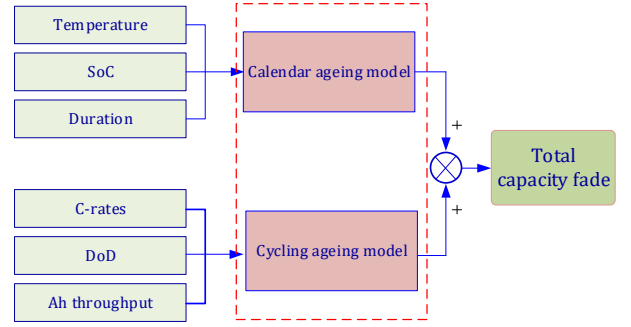 Temperature
SoC
Duration
Calendar ageing model
+
Total
capacity fade
+
C-rates
DoD
Ah throughput
Cycling ageing model